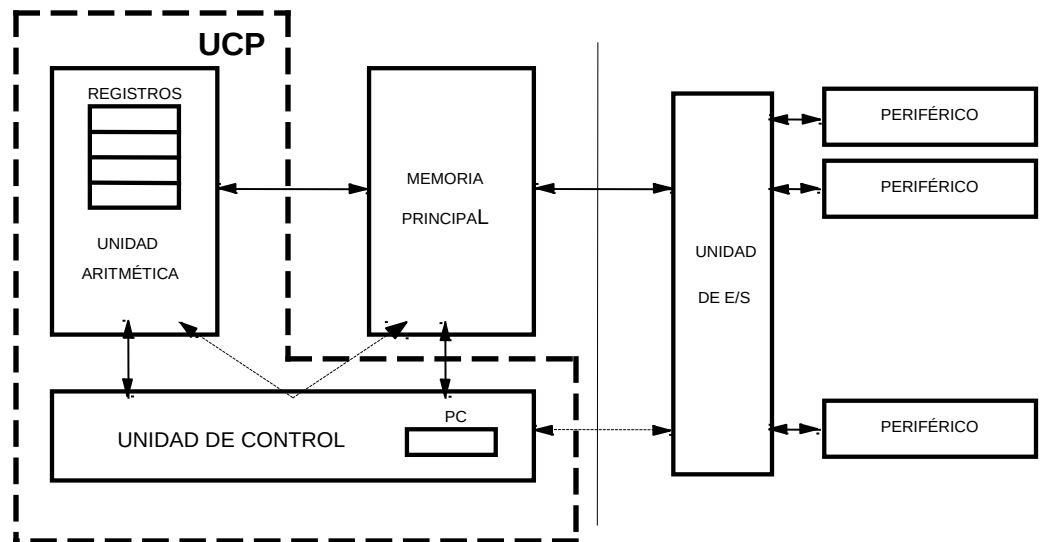 UCP
REGISTROS
UNIDAD
ARITMÉTICA
MEMORIA
PRINCIPAL
UNIDAD DE CONTROL
PC
UNIDAD
DE E/S
PERIFÉRICO
PERIFÉRICO
PERIFÉRICO